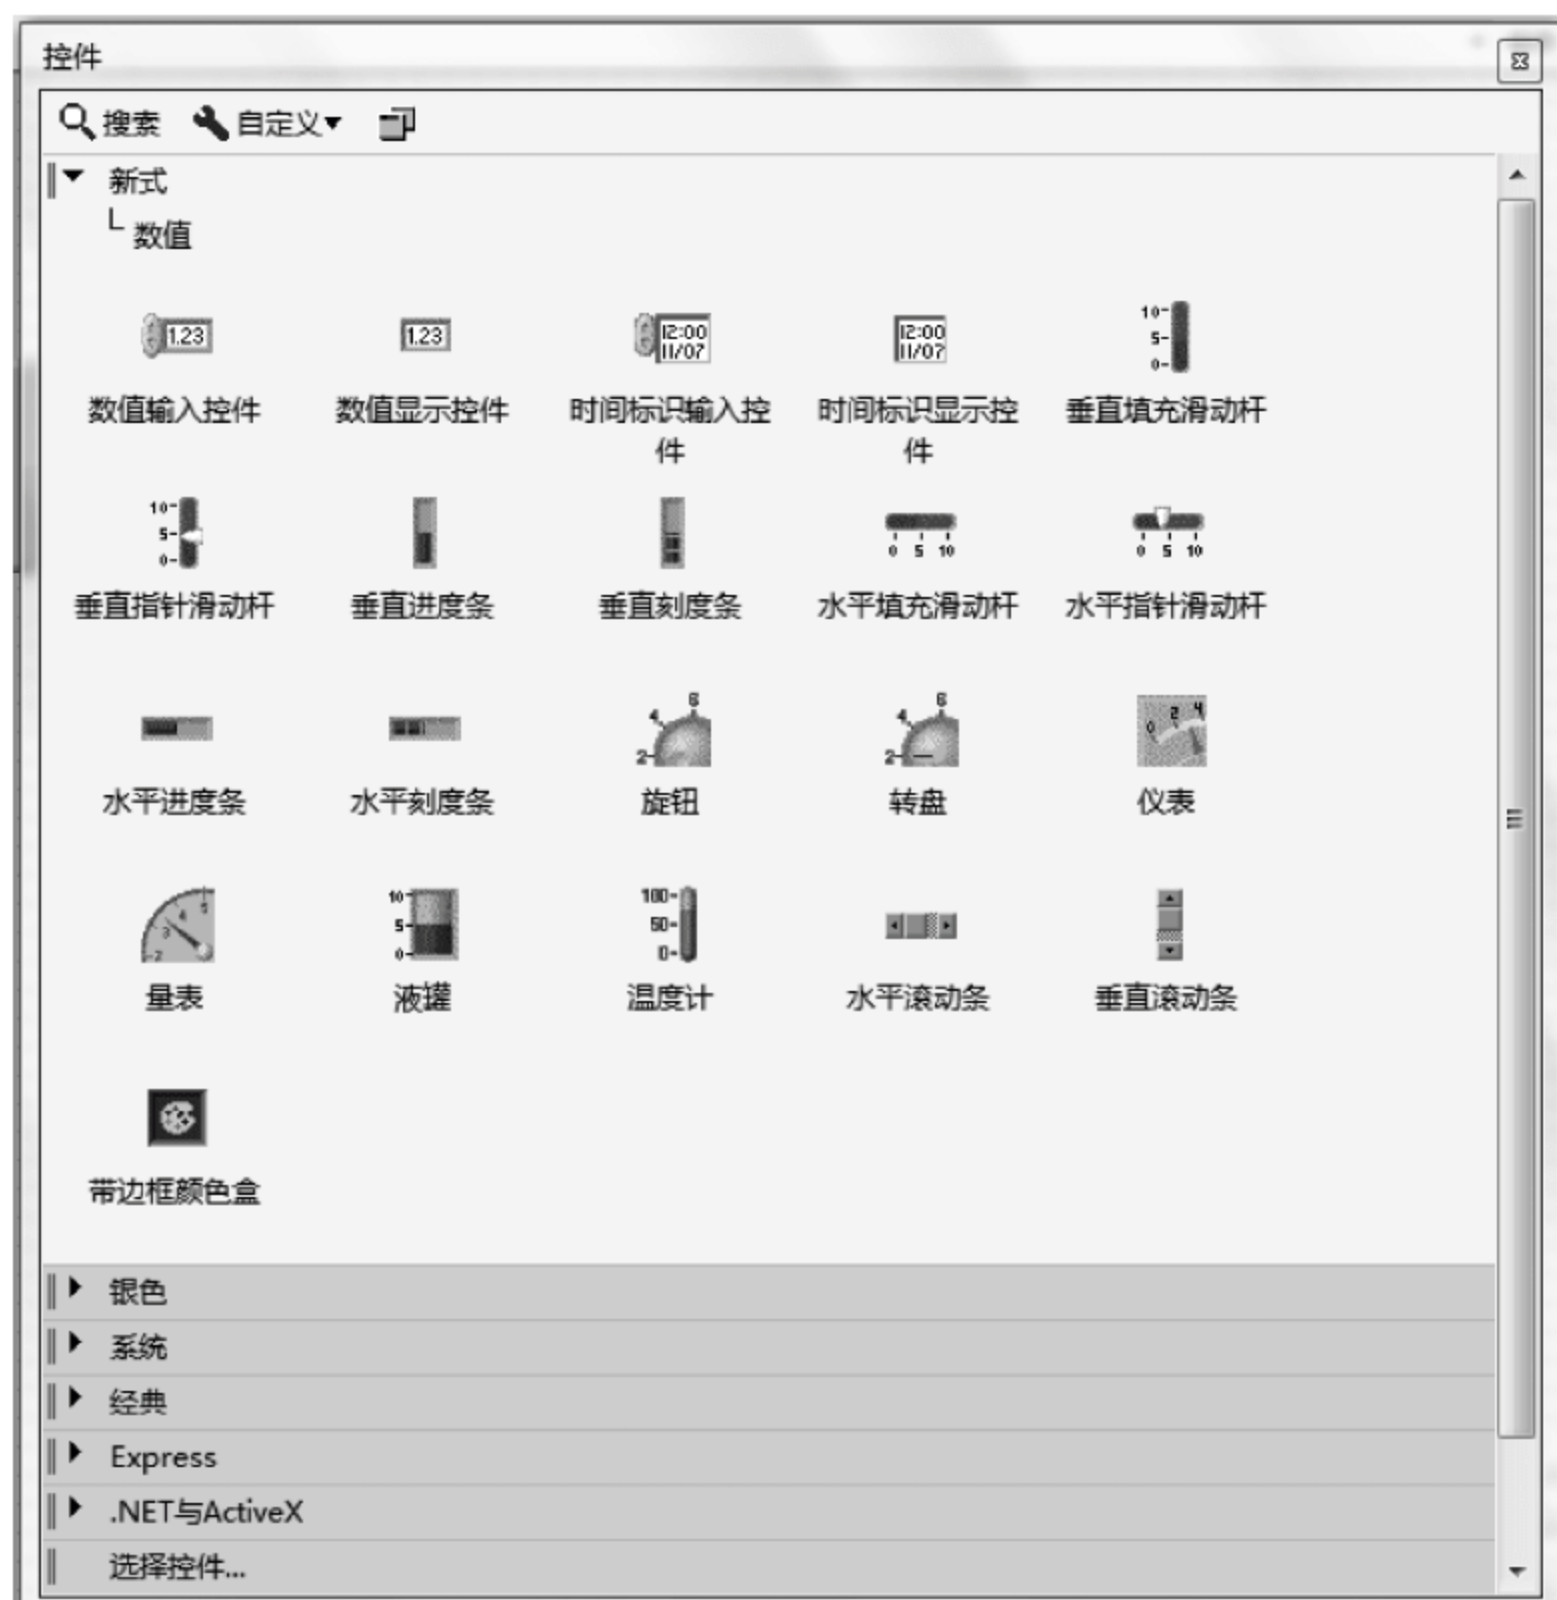 控件
搜索 自定义
新式
数值
1.23 1.23 12:00 12:00 10
11/07 11/07 5
0
数值输入控件 数值显示控件 时间标识输入控 时间标识显示控 垂直填充滑动杆
件 件
10
5
0 0 5 10 0 5 10
垂直指针滑动杆 垂直进度条 垂直刻度条 水平填充滑动杆 水平指针滑动杆
2 4 6 2 4 6 0 2 4
水平进度条 水平刻度条 旋钮 转盘 仪表
2 3 4 5 10 100
5 50
0 0
量表 液罐 温度计 水平滚动条 垂直滚动条
带边框颜色盒
银色
系统
经典
Express
.NET与ActiveX
选择控件...